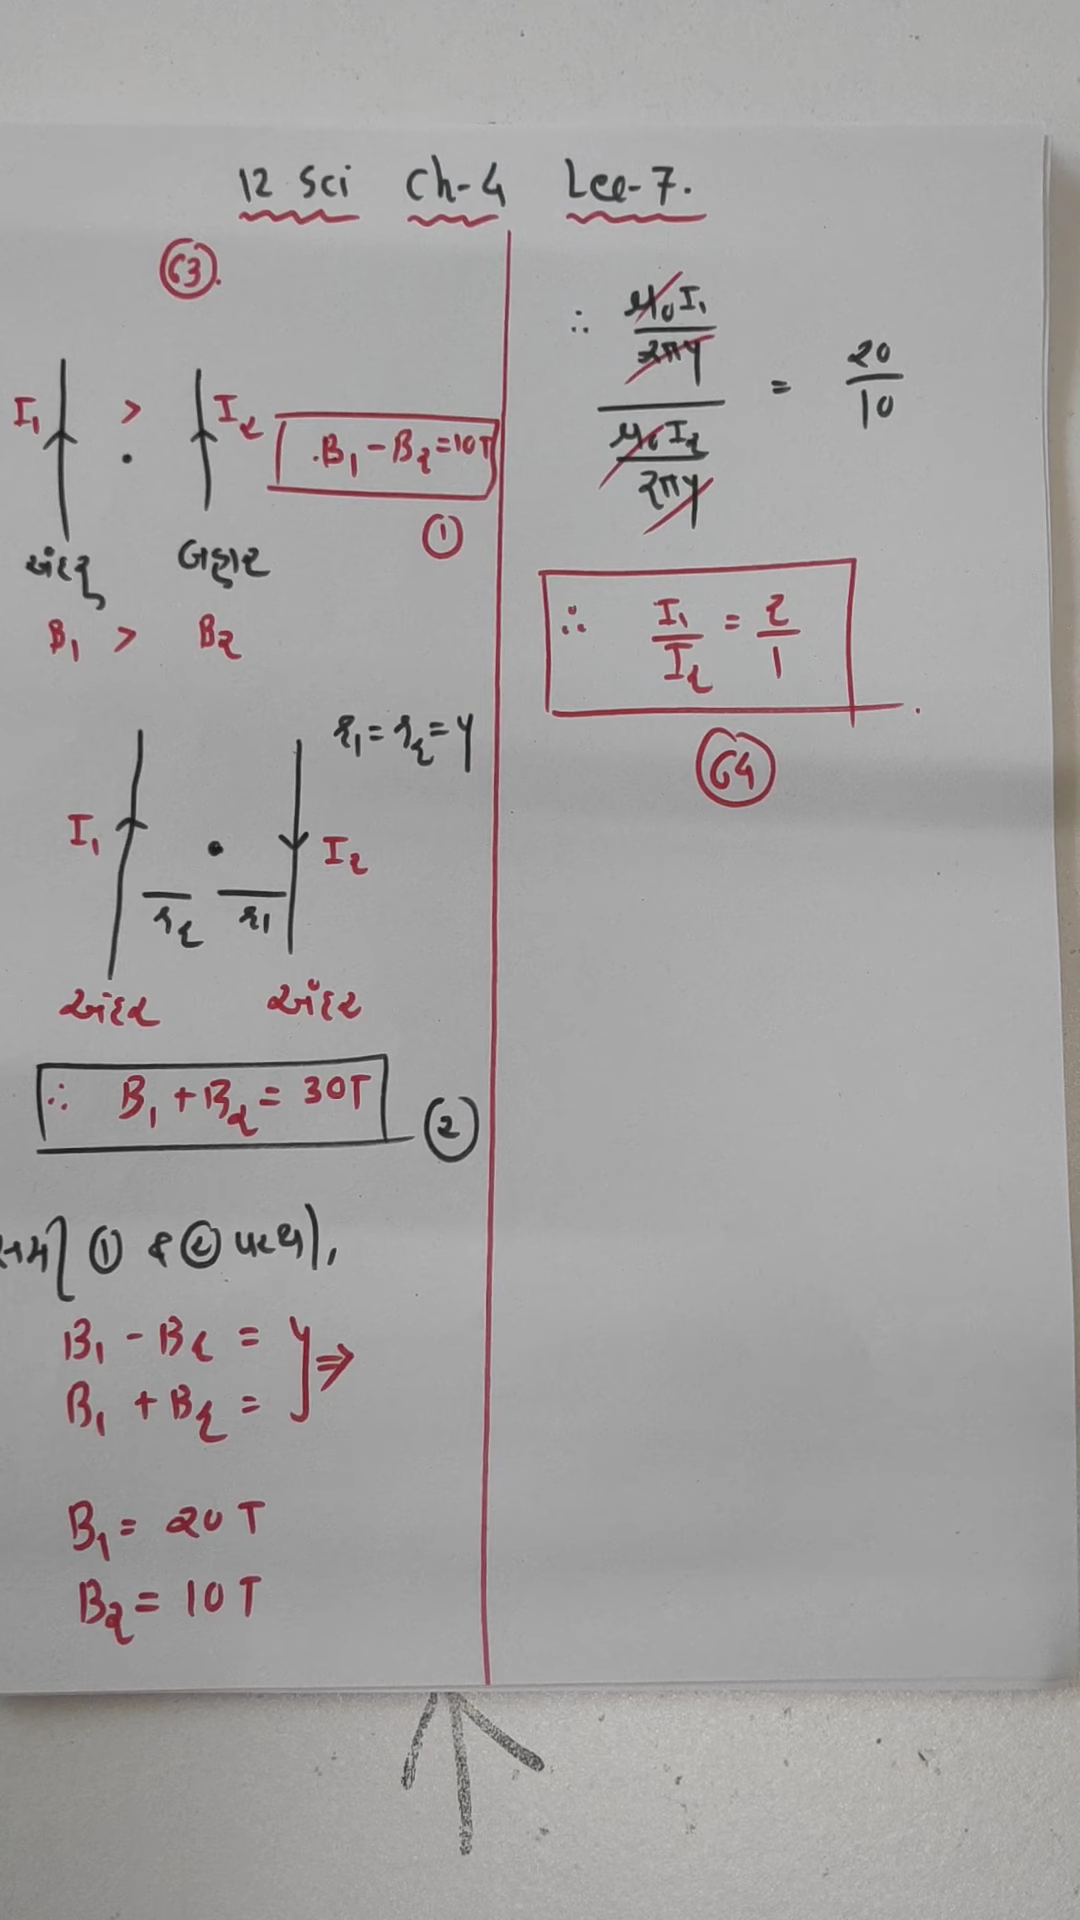 12 Sci Ch-4 Lec-7.
63.
I₁ > I₂
B₁ - B₂ = 10T
①
બહાર
B₁ > B₂
r₁ = r₂ = y
I₁ I₂
r₂ r₁
અંદર અંદર
∴ B₁ + B₂ = 30T
②
① & ② પરથી,
B₁ - B₂ =
B₁ + B₂ = ⇒
B₁ = 20 T
B₂ = 10 T
∴ (μ₀I₁ / 2πy) / (μ₀I₂ / 2πy) = 20 / 10
∴ I₁ / I₂ = 2 / 1
64